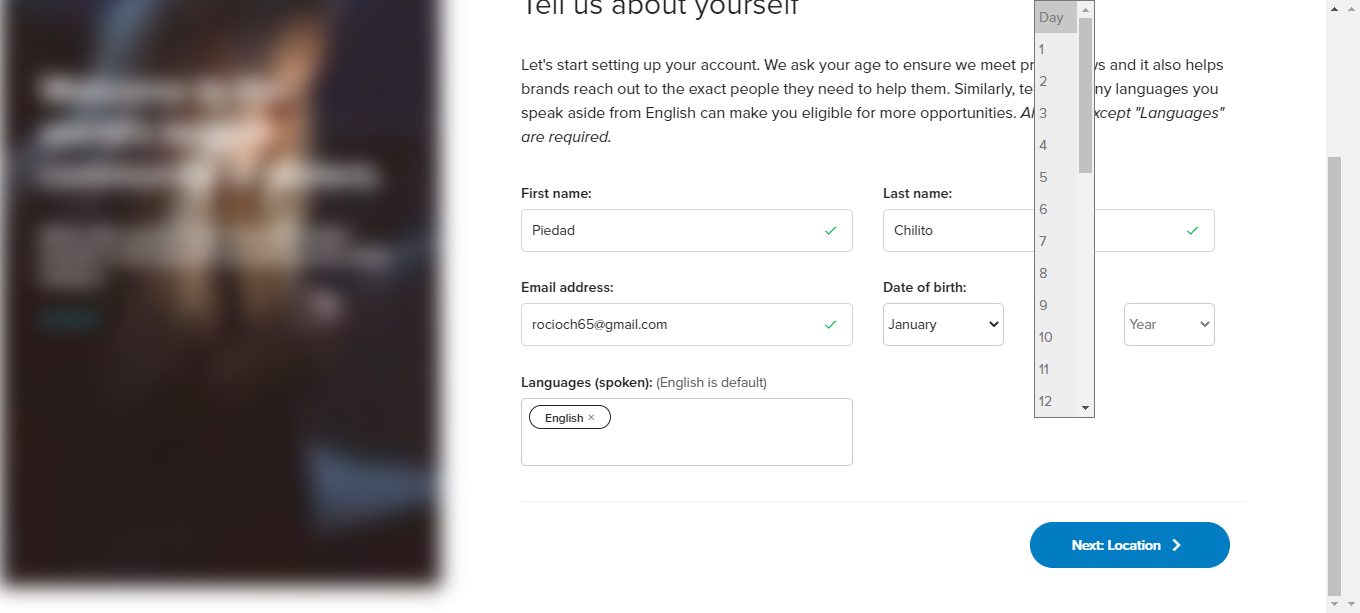 Tell us about yourself
Let's start setting up your account. We ask your age to ensure we meet pr ws and it also helps
brands reach out to the exact people they need to help them. Similarly, te ny languages you
speak aside from English can make you eligible for more opportunities. Al xcept "Languages"
are required.
First name:
Last name:
Piedad
Chilito
Email address:
Date of birth:
rocioch65@gmail.com
January
Year
Languages (spoken): (English is default)
English ×
Day
1
2
3
4
5
6
7
8
9
10
11
12
Next: Location